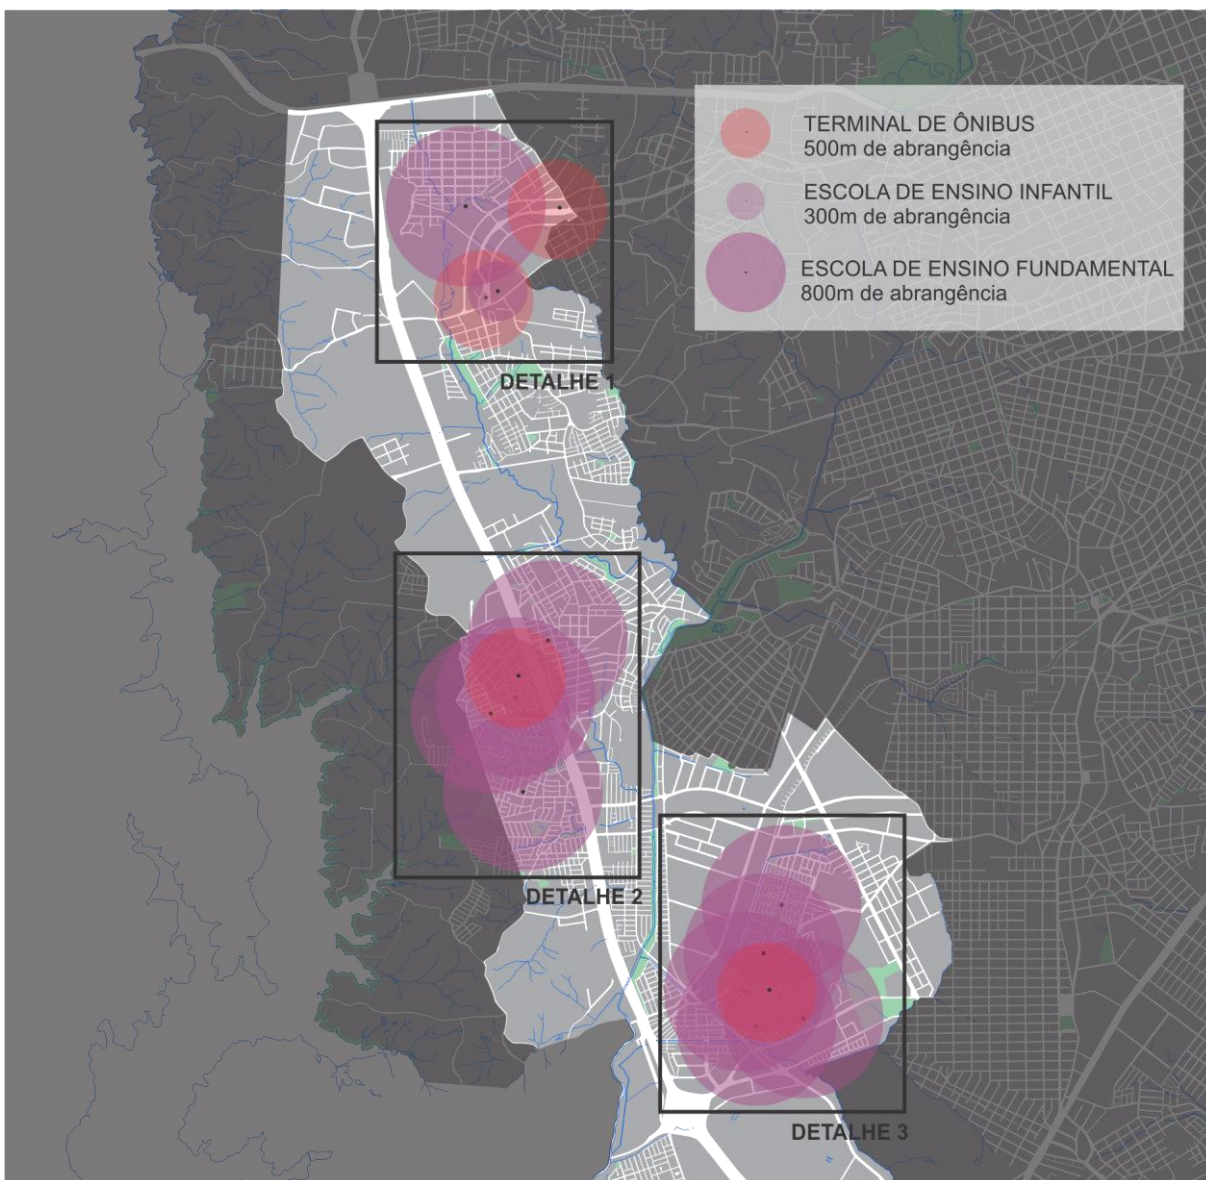 TERMINAL DE ÔNIBUS
500m de abrangência
ESCOLA DE ENSINO INFANTIL
300m de abrangência
ESCOLA DE ENSINO FUNDAMENTAL
800m de abrangência
DETALHE 1
DETALHE 2
DETALHE 3